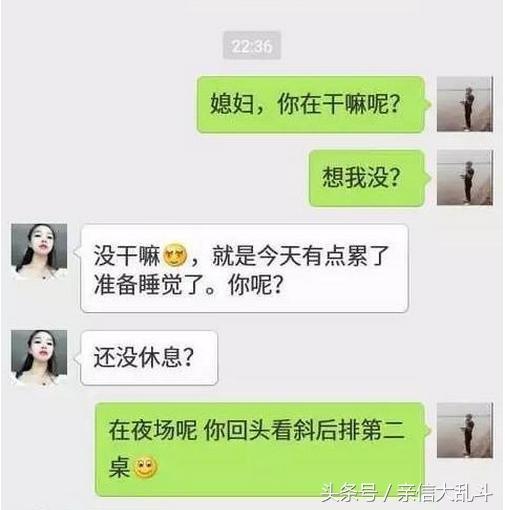 22:36
媳妇，你在干嘛呢？
想我没？
没干嘛，就是今天有点累了
准备睡觉了。你呢？
还没休息？
在夜场呢 你回头看斜后排第二
桌
头条号 / 亲信大乱斗